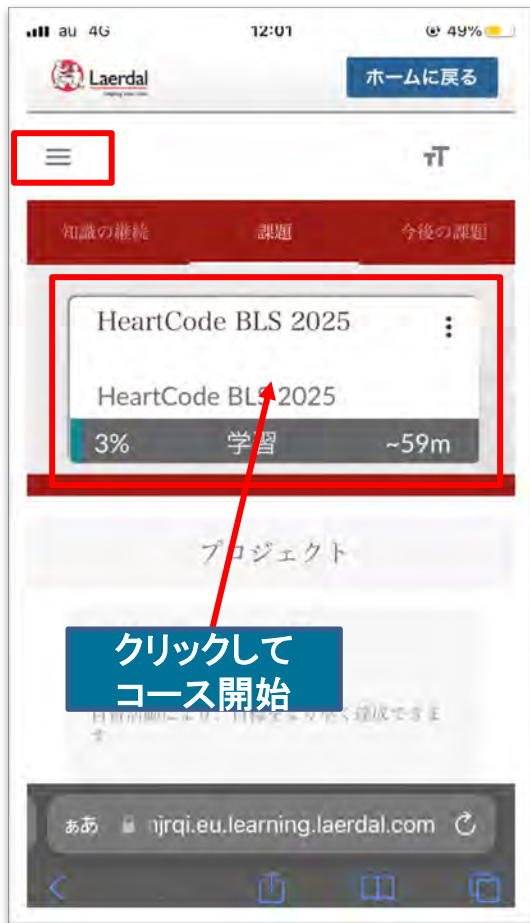 au 4G
12:01
49%
Laerdal
ホームに戻る
知識の継続
課題
今後の課題
HeartCode BLS 2025
HeartCode BLS 2025
3%
学習
~59m
プロジェクト
クリックして
コース開始
ぁあ
njrqi.eu.learning.laerdal.com